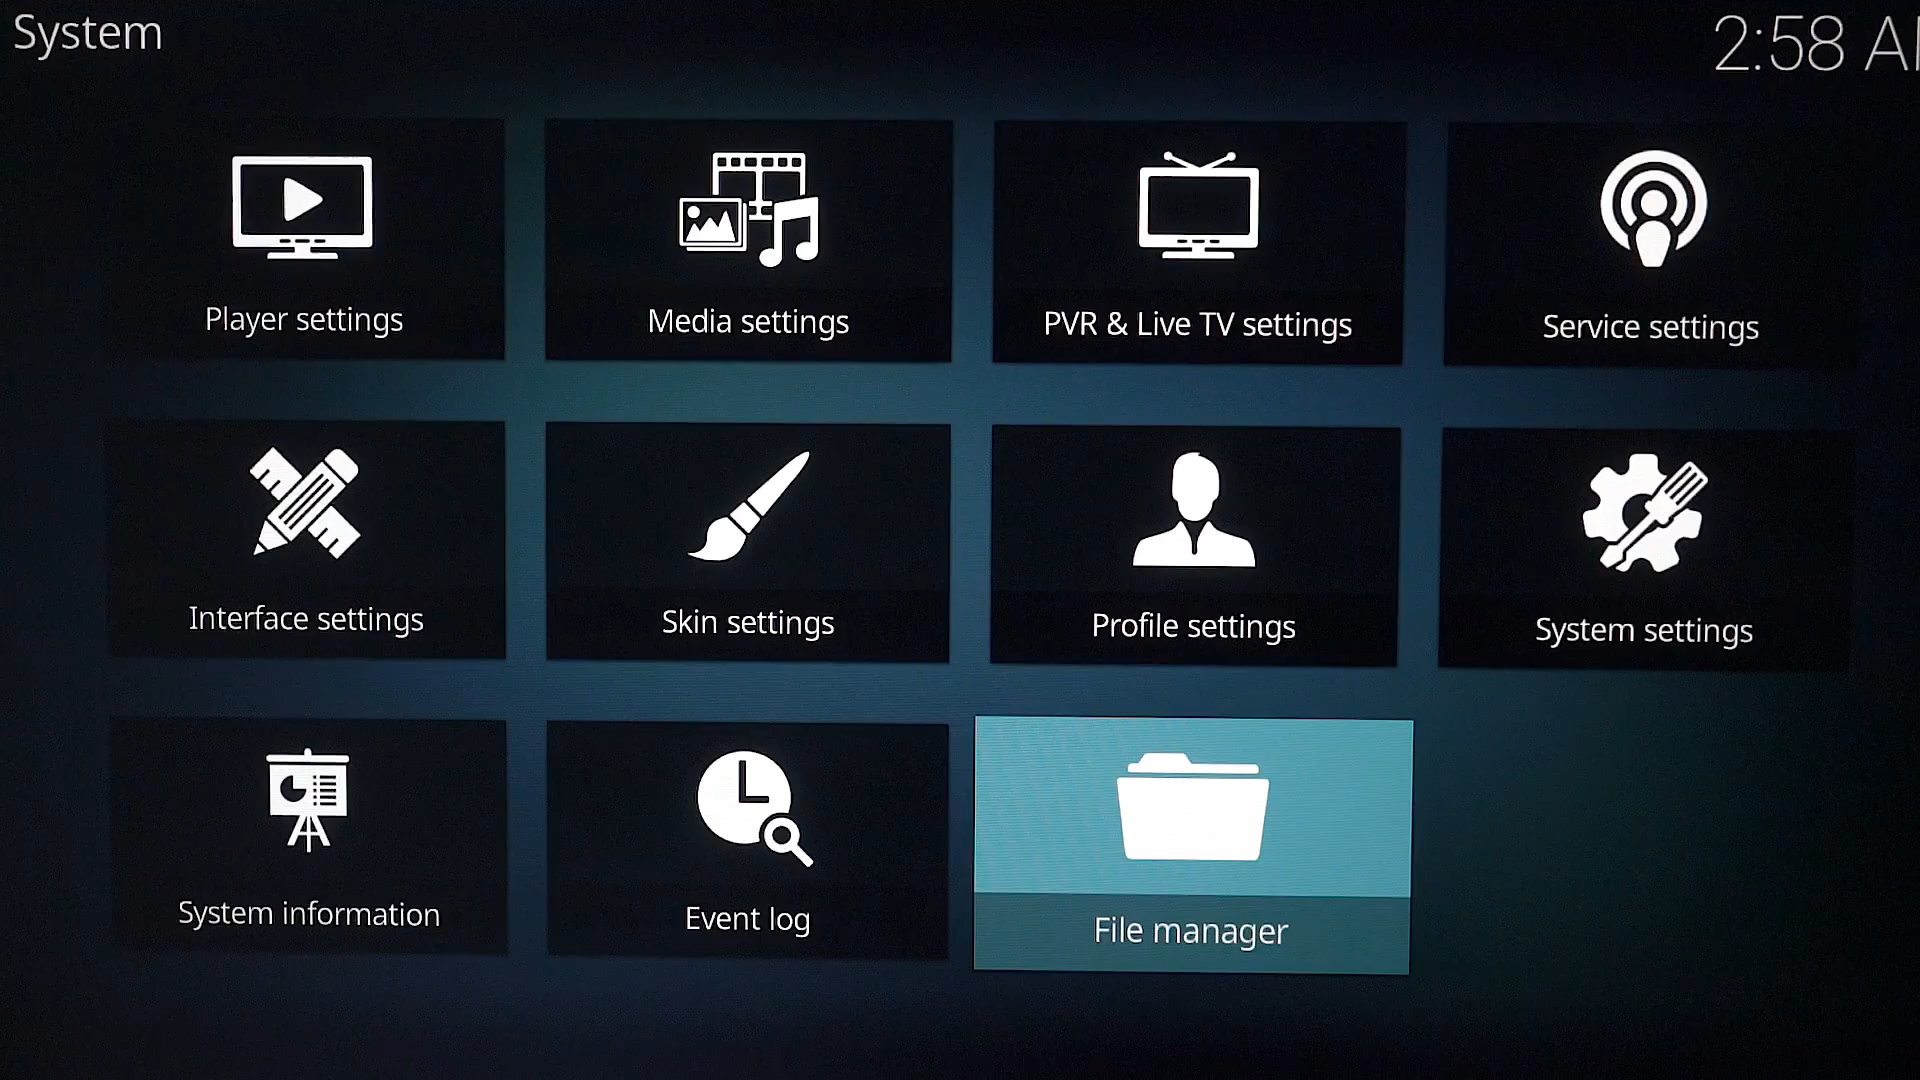 System
2:58 A
Player settings
Media settings
PVR & Live TV settings
Service settings
Interface settings
Skin settings
Profile settings
System settings
System information
Event log
File manager